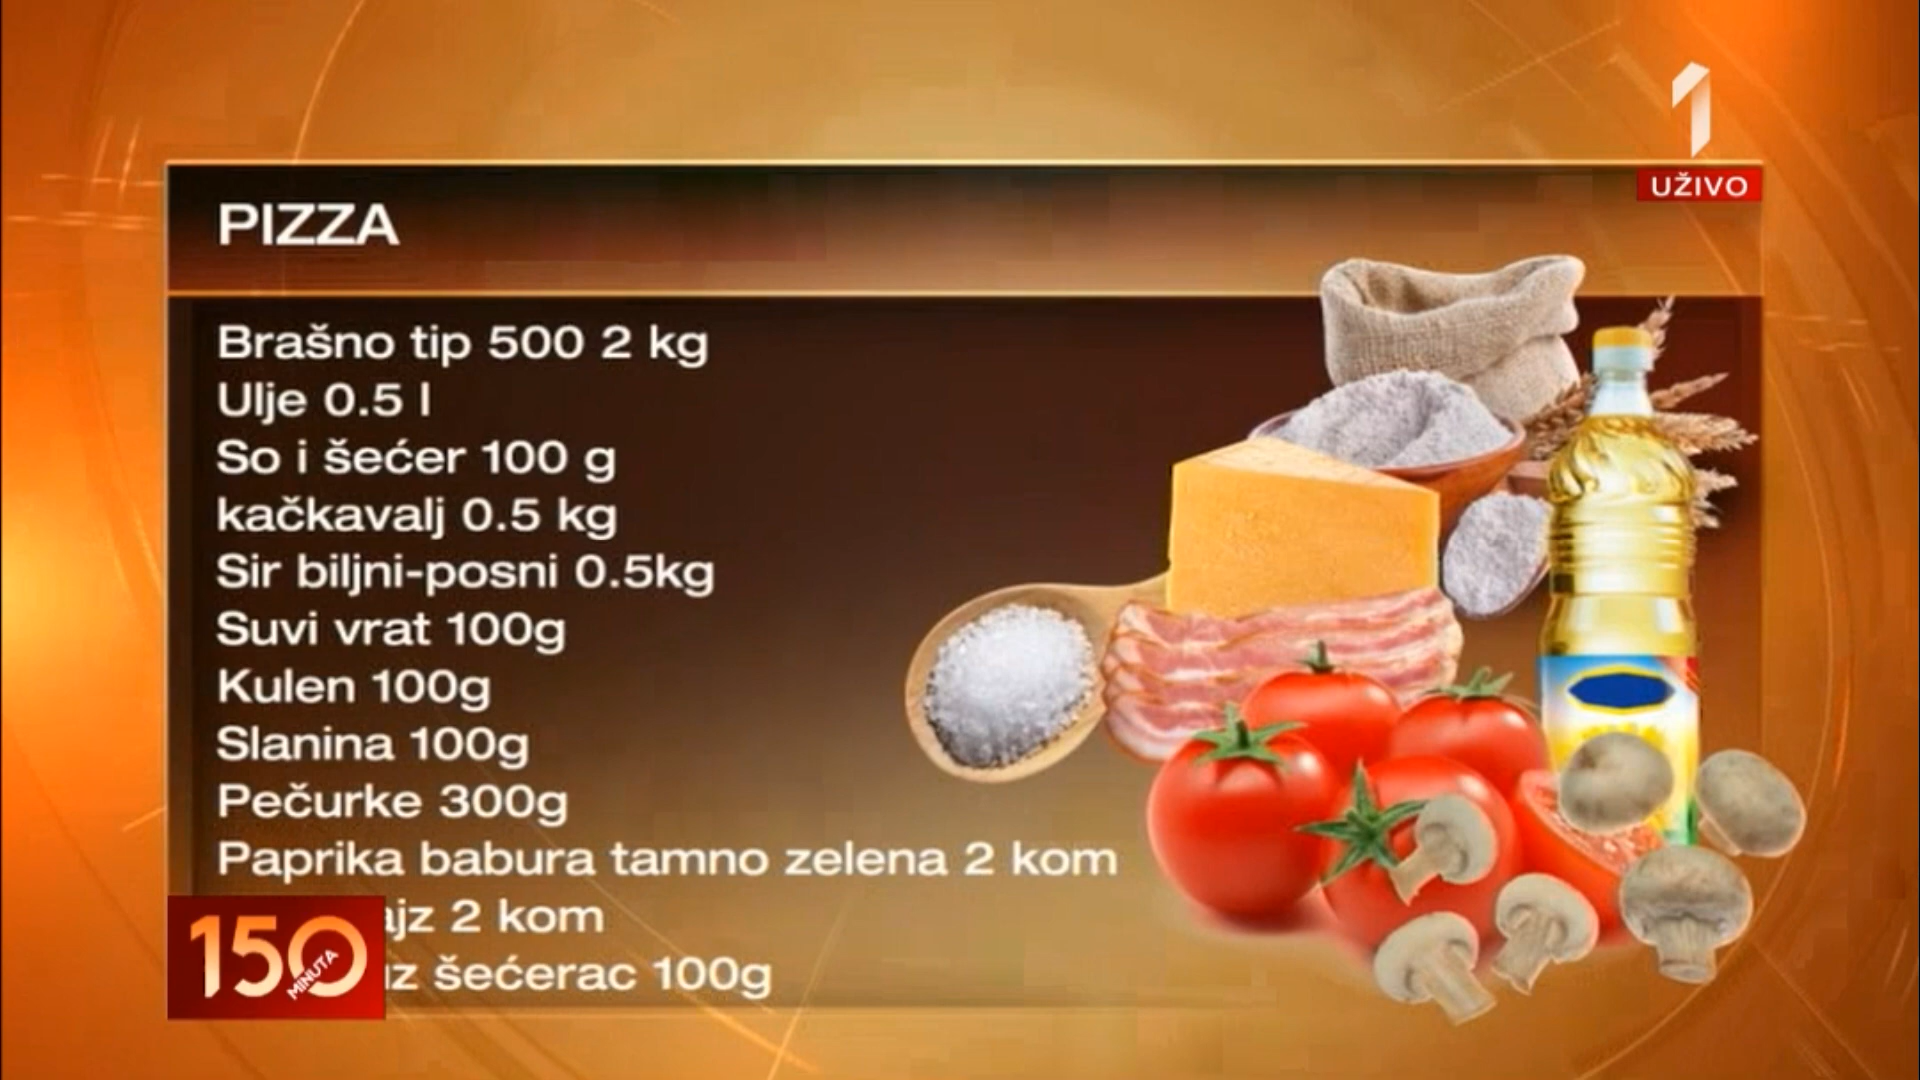 1
UŽIVO
PIZZA
Brašno tip 500 2 kg
Ulje 0.5 l
So i šećer 100 g
kačkavalj 0.5 kg
Sir biljni-posni 0.5kg
Suvi vrat 100g
Kulen 100g
Slanina 100g
Pečurke 300g
Paprika babura tamno zelena 2 kom
2 kom
šećerac 100g
150
MINUTA